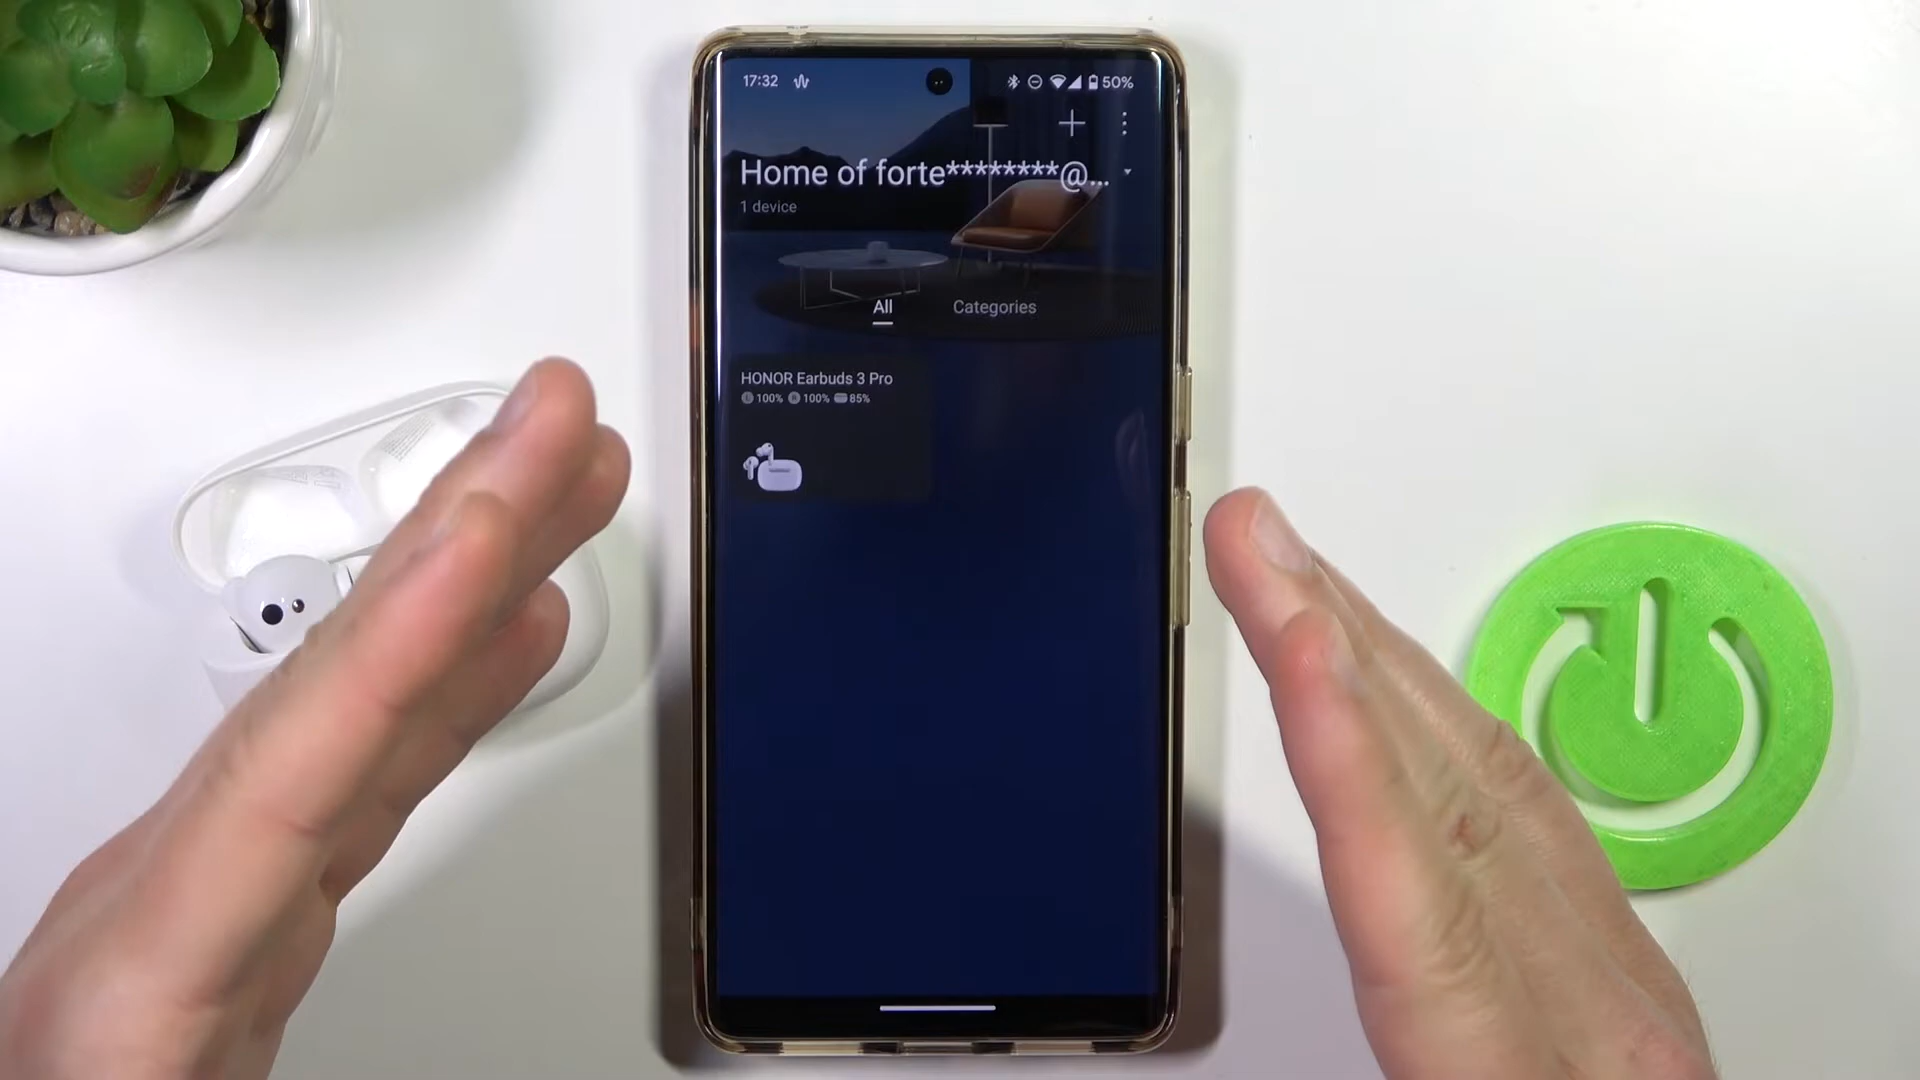 17:32
50%
Home of forte********@...
1 device
All
Categories
HONOR Earbuds 3 Pro
L 100% R 100% 85%